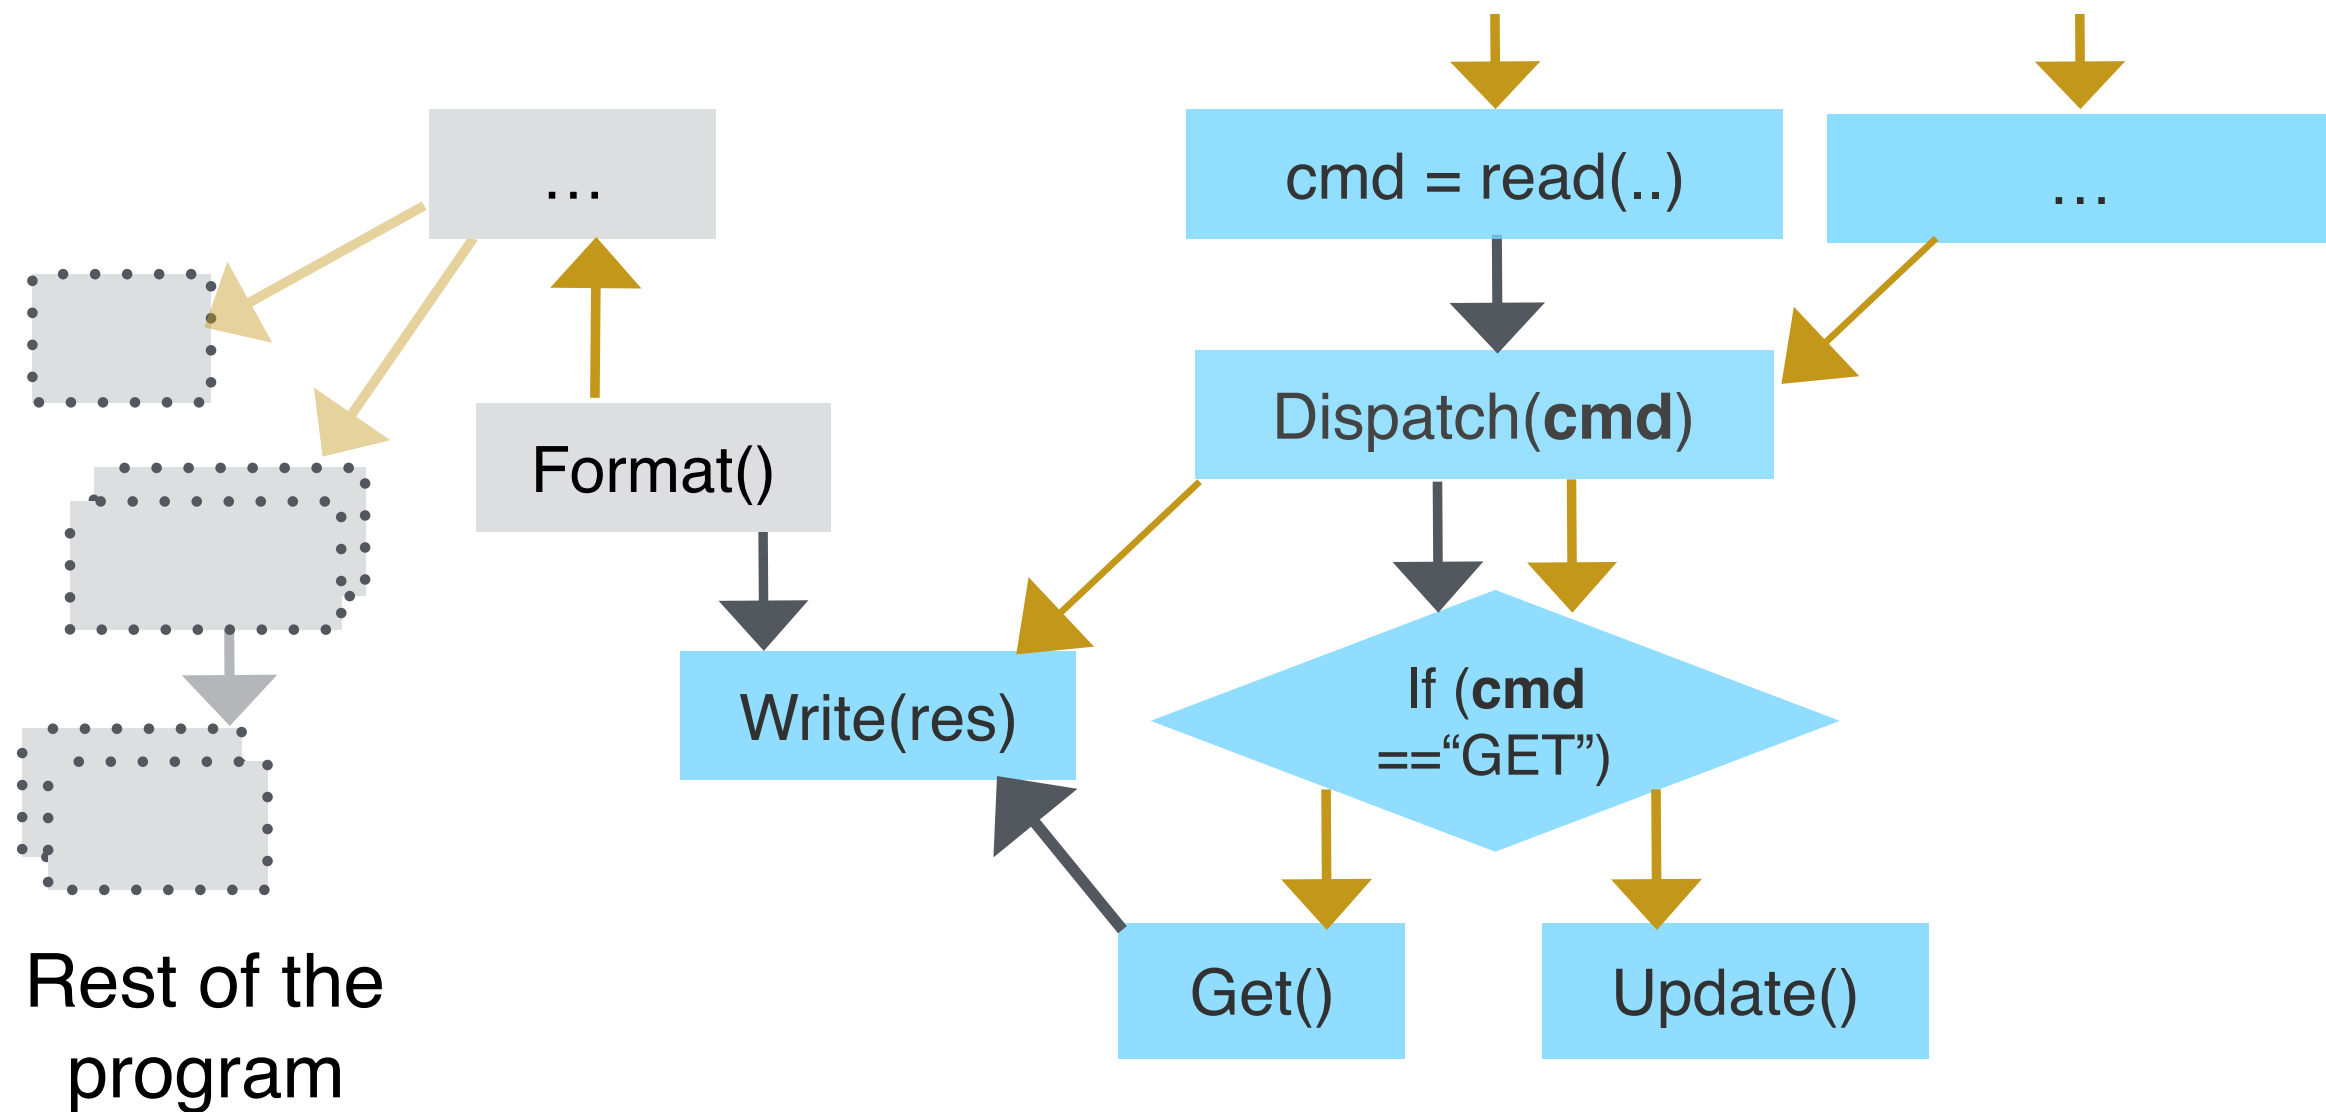 …
cmd = read(..)
…
Dispatch(cmd)
Format()
Write(res)
If (cmd
==“GET”)
Get()
Update()
Rest of the
program